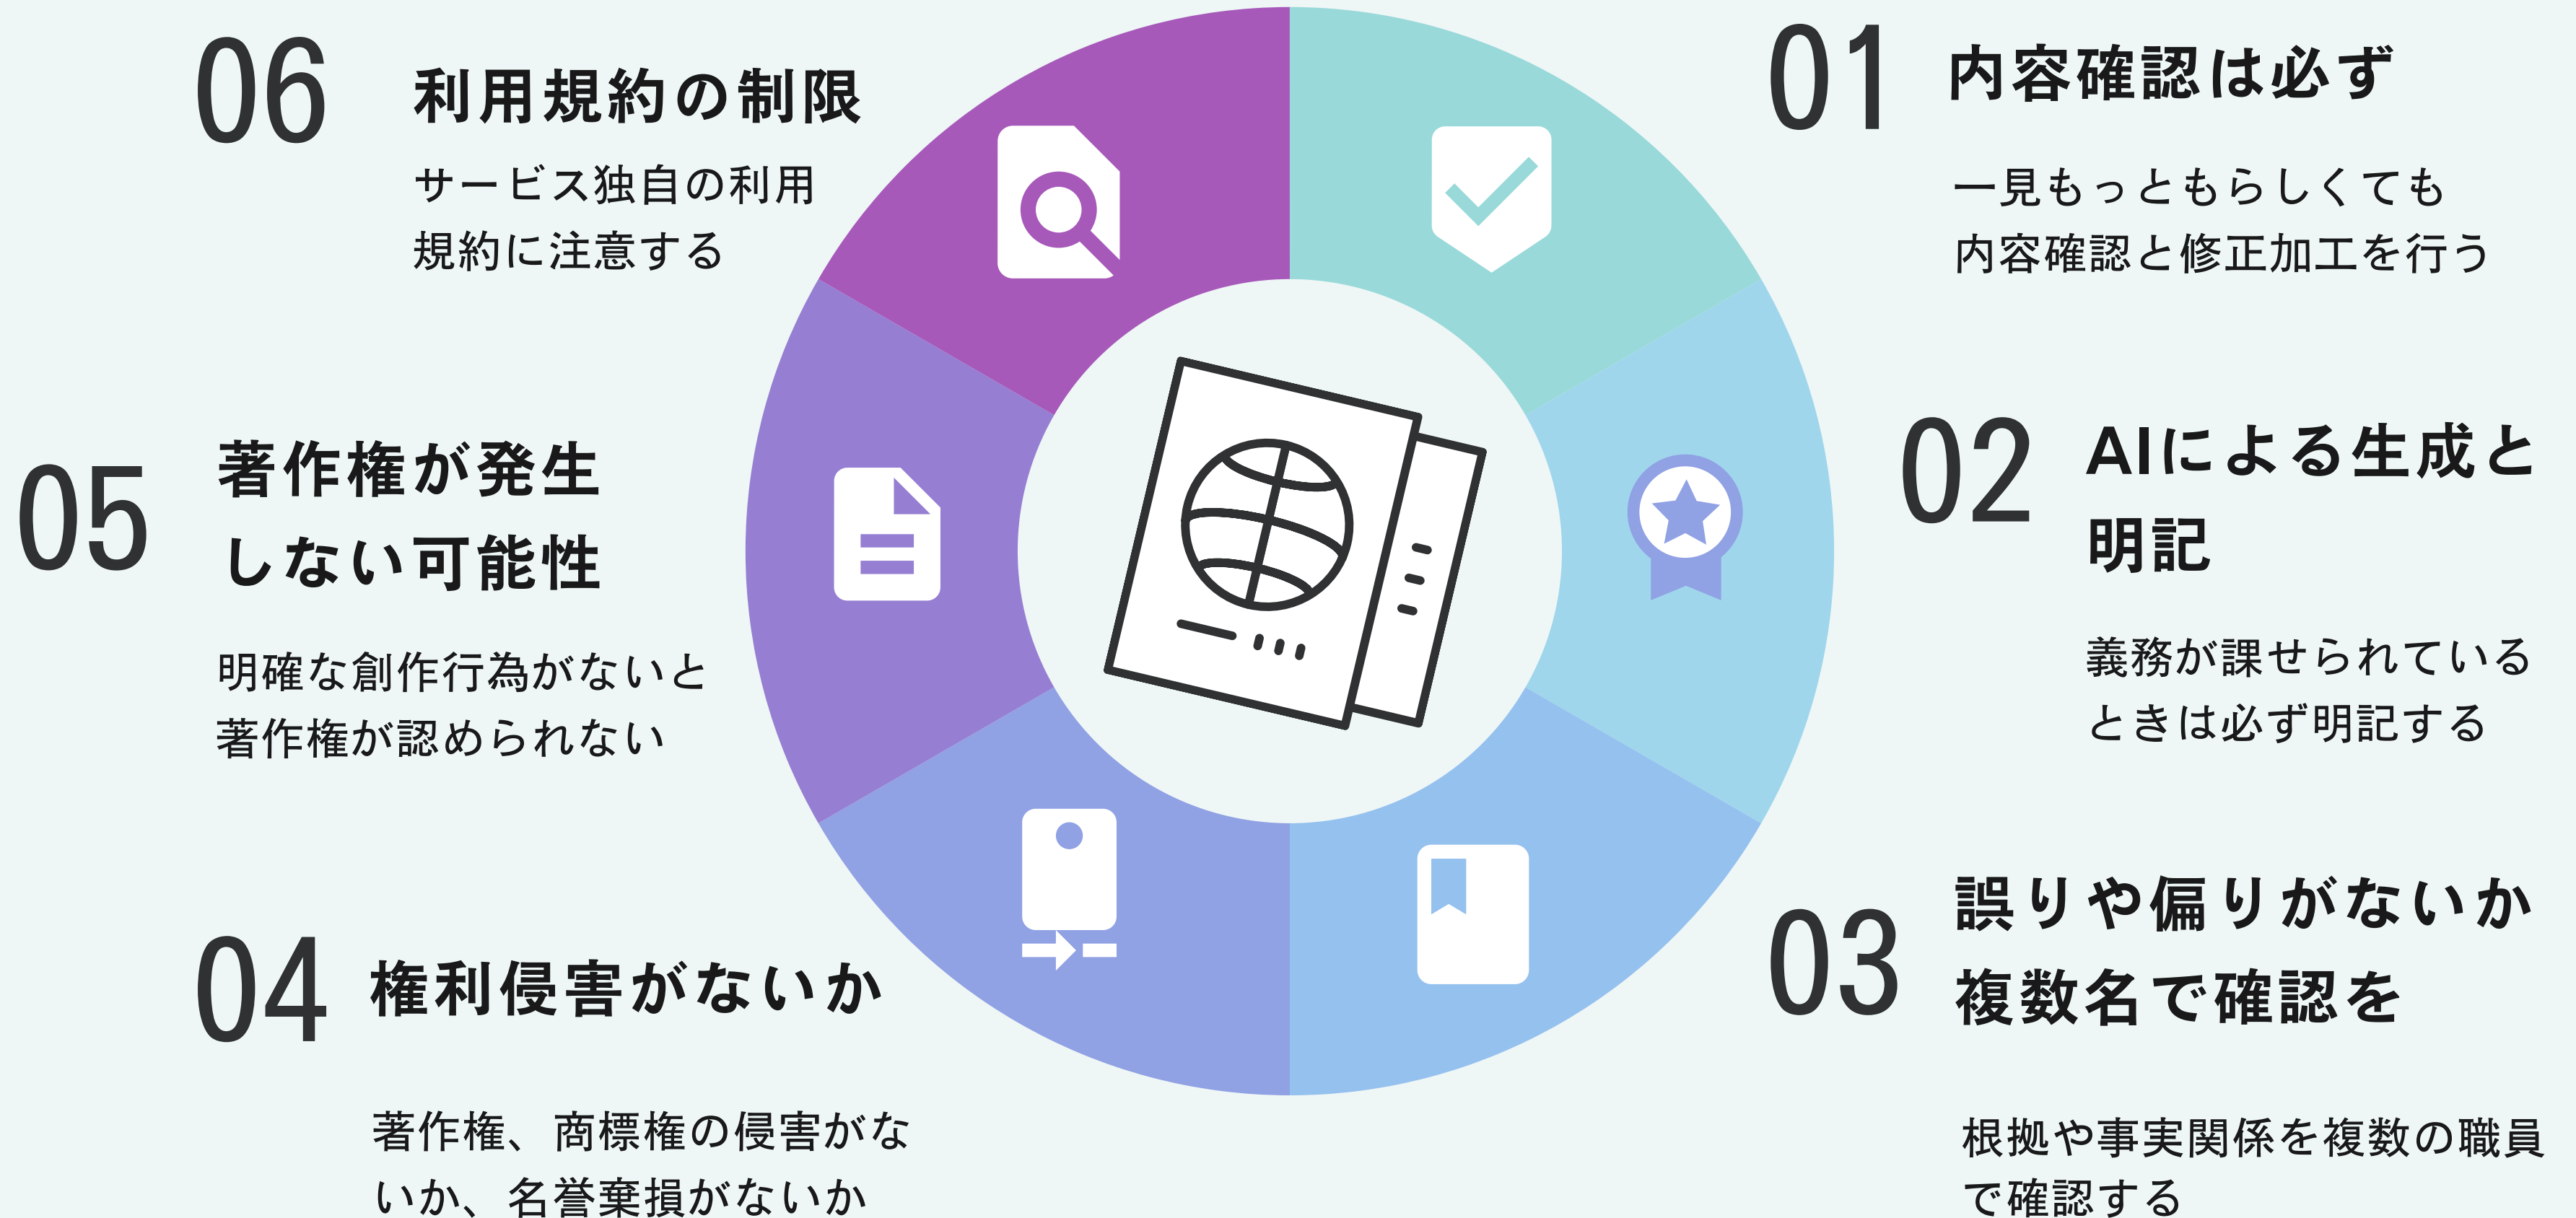 01
内容確認は必ず
一見もっともらしくても
内容確認と修正加工を行う
02
AIによる生成と
明記
義務が課せられている
ときは必ず明記する
03
誤りや偏りがないか
複数名で確認を
根拠や事実関係を複数の職員
で確認する
04
権利侵害がないか
著作権、商標権の侵害がな
いか、名誉棄損がないか
05
著作権が発生
しない可能性
明確な創作行為がないと
著作権が認められない
06
利用規約の制限
サービス独自の利用
規約に注意する